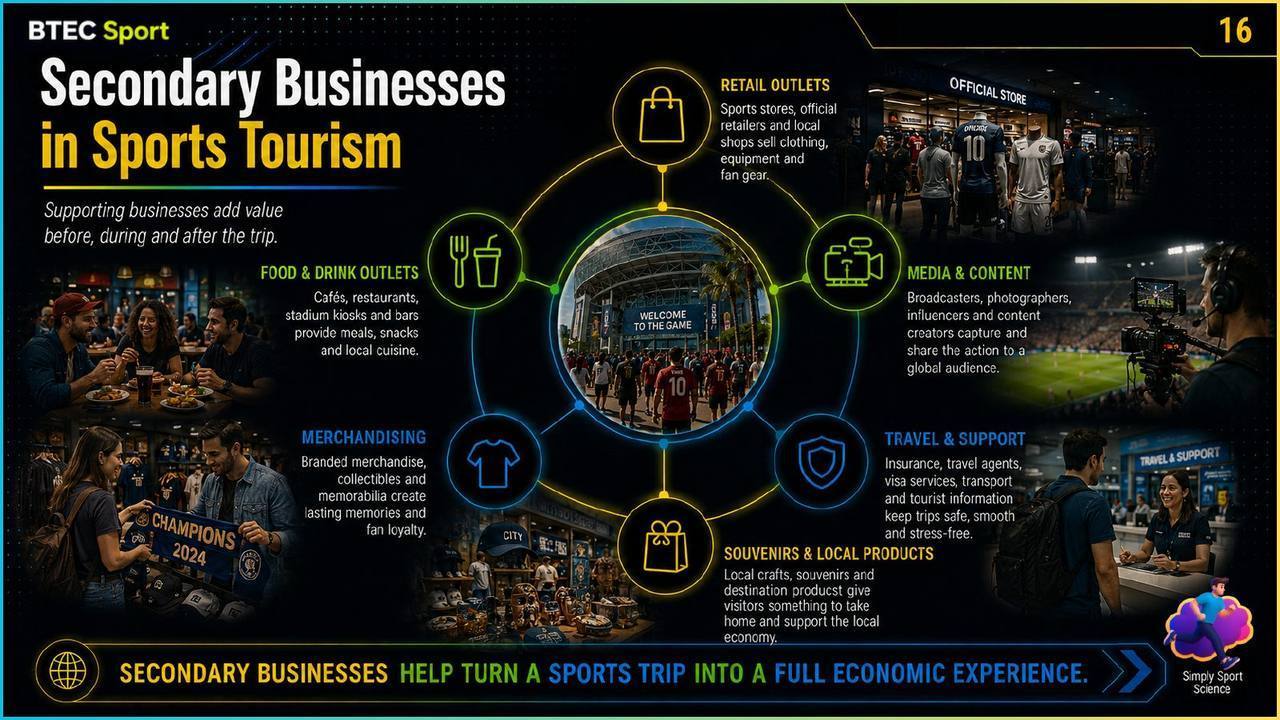 BTEC Sport
16
Secondary Businesses
in Sports Tourism
Supporting businesses add value
before, during and after the trip.
RETAIL OUTLETS
Sports stores, official
retailers and local
shops sell clothing,
equipment and
fan gear.
OFFICIAL STORE
10
FOOD & DRINK OUTLETS
Cafés, restaurants,
stadium kiosks and bars
provide meals, snacks
and local cuisine.
WELCOME
TO THE GAME
10
MEDIA & CONTENT
Broadcasters, photographers,
influencers and content
creators capture and
share the action to a
global audience.
MERCHANDISING
Branded merchandise,
collectibles and
memorabilia create
lasting memories and
fan loyalty.
CHAMPIONS
2024
TRAVEL & SUPPORT
Insurance, travel agents,
visa services, transport
and tourist information
keep trips safe, smooth
and stress-free.
TRAVEL & SUPPORT
CITY
SOUVENIRS & LOCAL PRODUCTS
Local crafts, souvenirs and
destination producst give
visitors something to take
home and support the local
economy.
SECONDARY BUSINESSES HELP TURN A SPORTS TRIP INTO A FULL ECONOMIC EXPERIENCE.
Simply Sport
Science